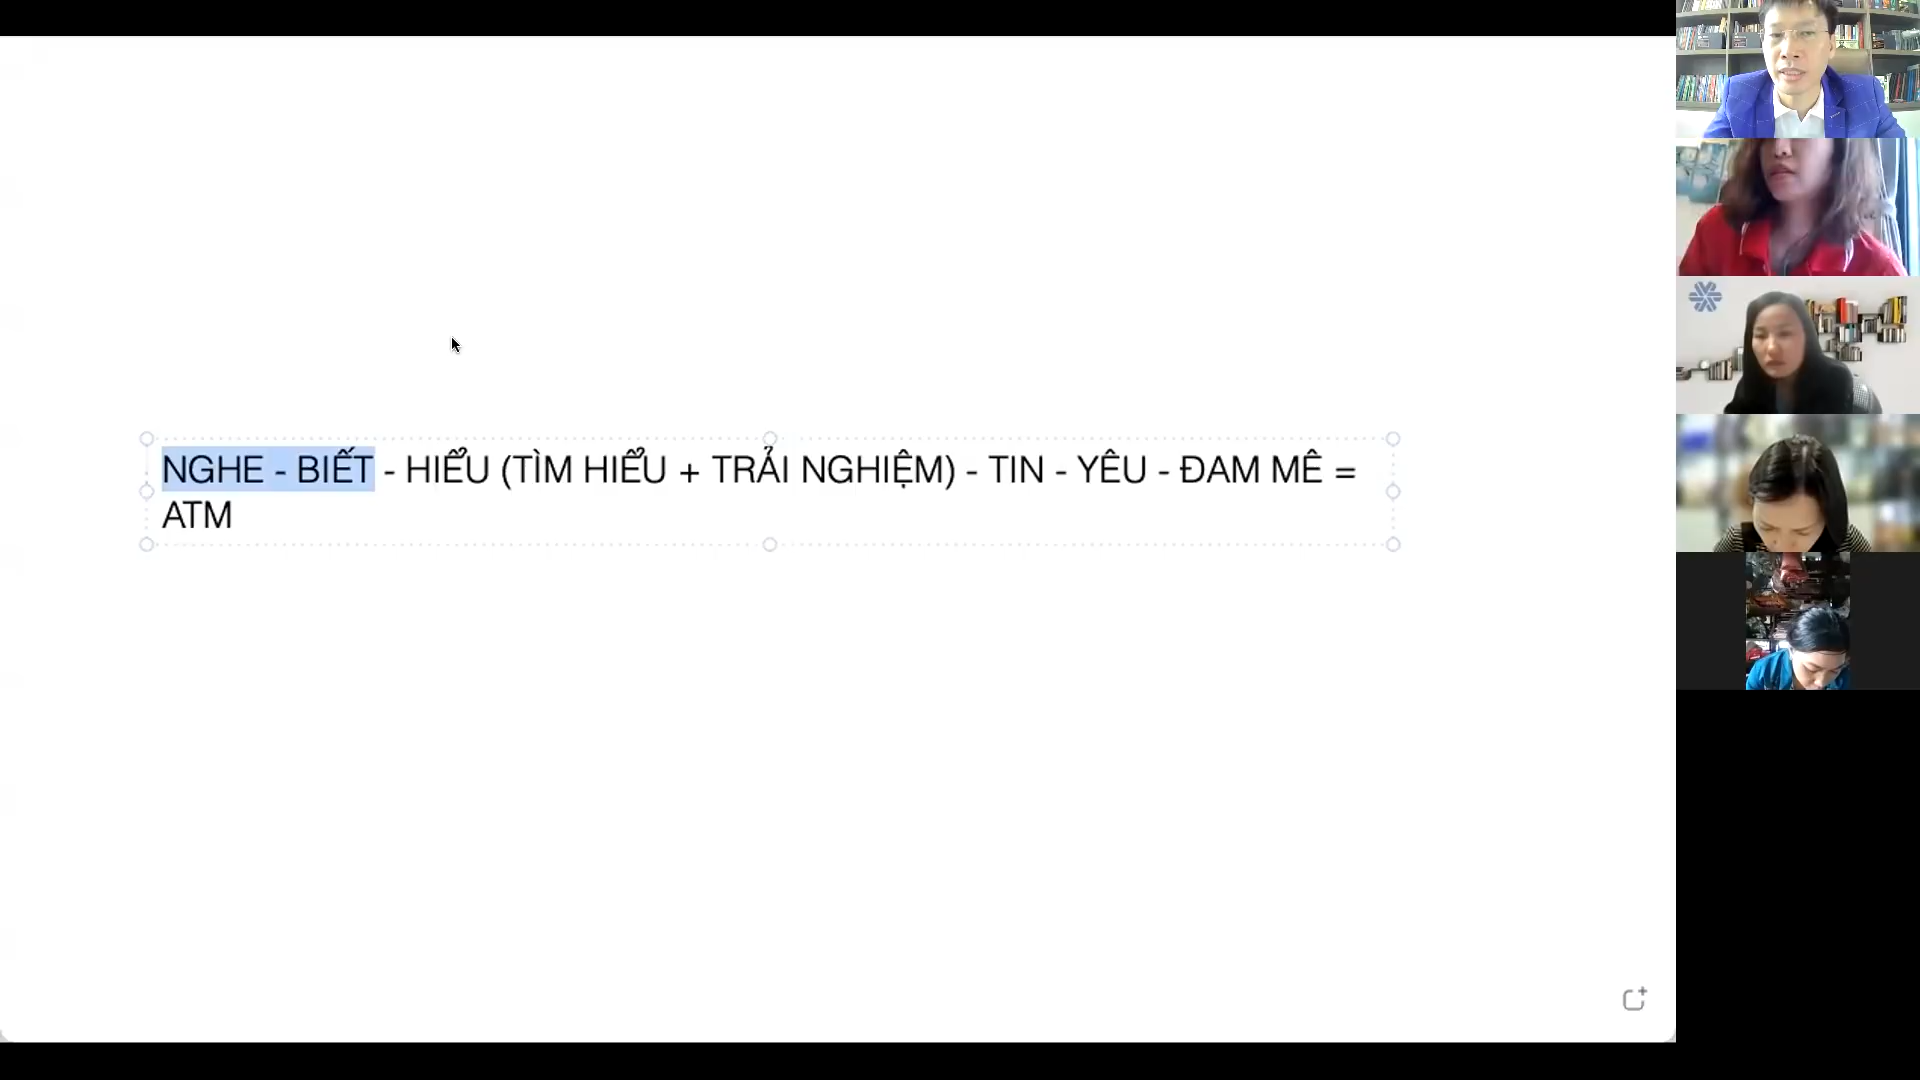 NGHE - BIẾT - HIỂU (TÌM HIỂU + TRẢI NGHIỆM) - TIN - YÊU - ĐAM MÊ =
ATM